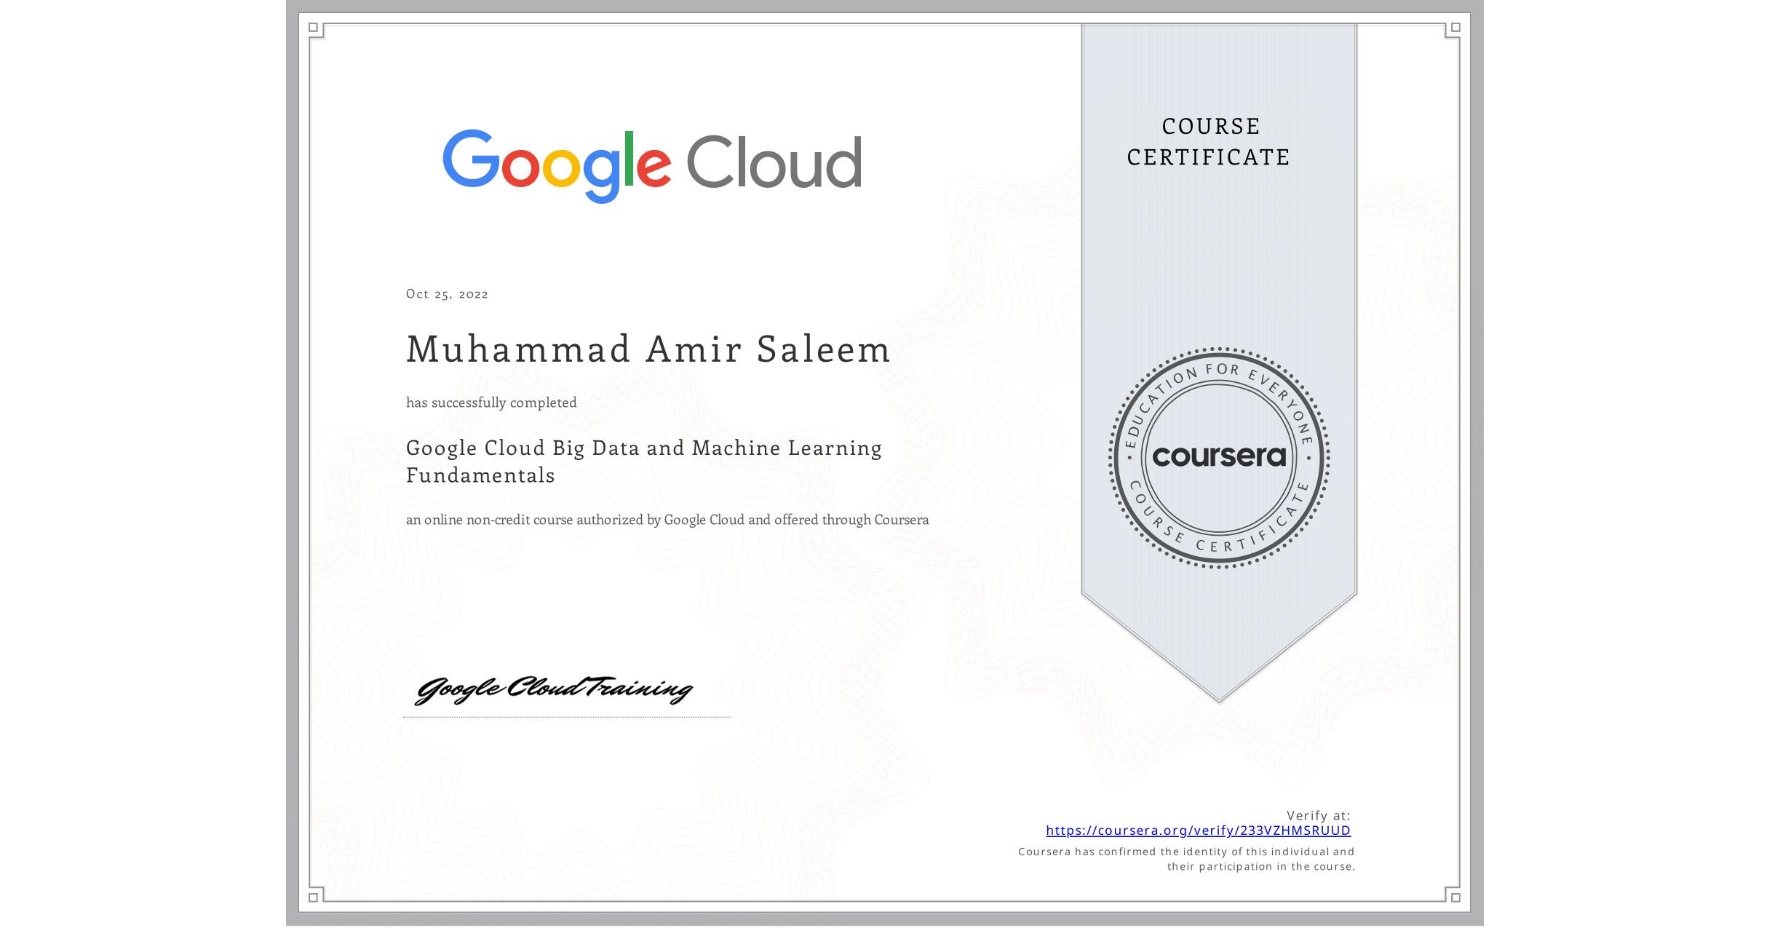 Google Cloud
COURSE
CERTIFICATE
Oct 25, 2022
Muhammad Amir Saleem
has successfully completed
Google Cloud Big Data and Machine Learning
Fundamentals
an online non-credit course authorized by Google Cloud and offered through Coursera
EDUCATION FOR EVERYONE
coursera
COURSE CERTIFICATE
Google Cloud Training
Verify at:
https://coursera.org/verify/233VZHMSRUUD
Coursera has confirmed the identity of this individual and
their participation in the course.